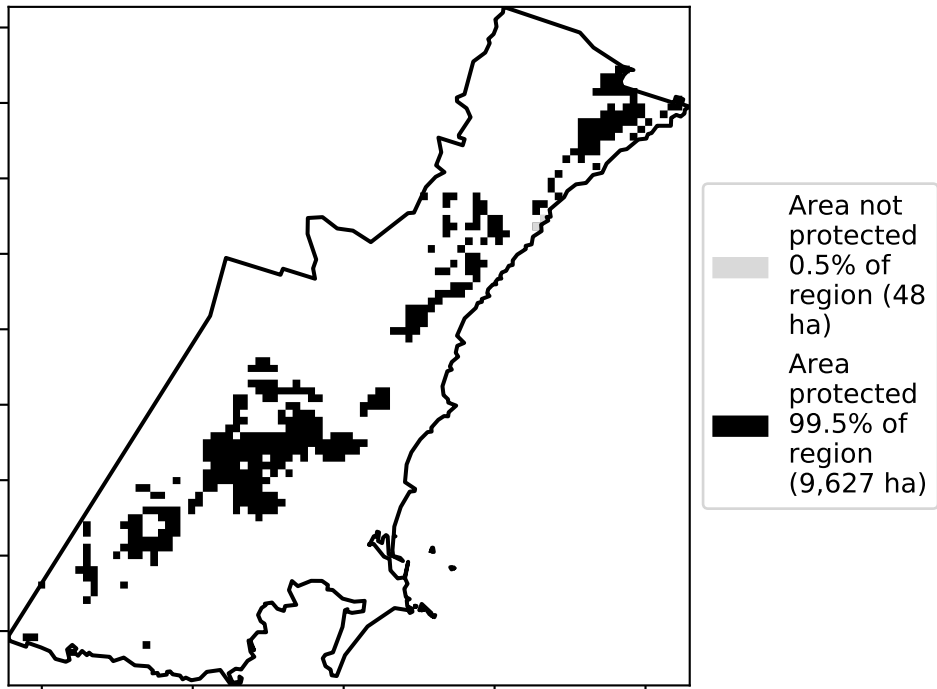 Area not
protected
0.5% of
region (48
ha)
Area
protected
99.5% of
region
(9,627 ha)